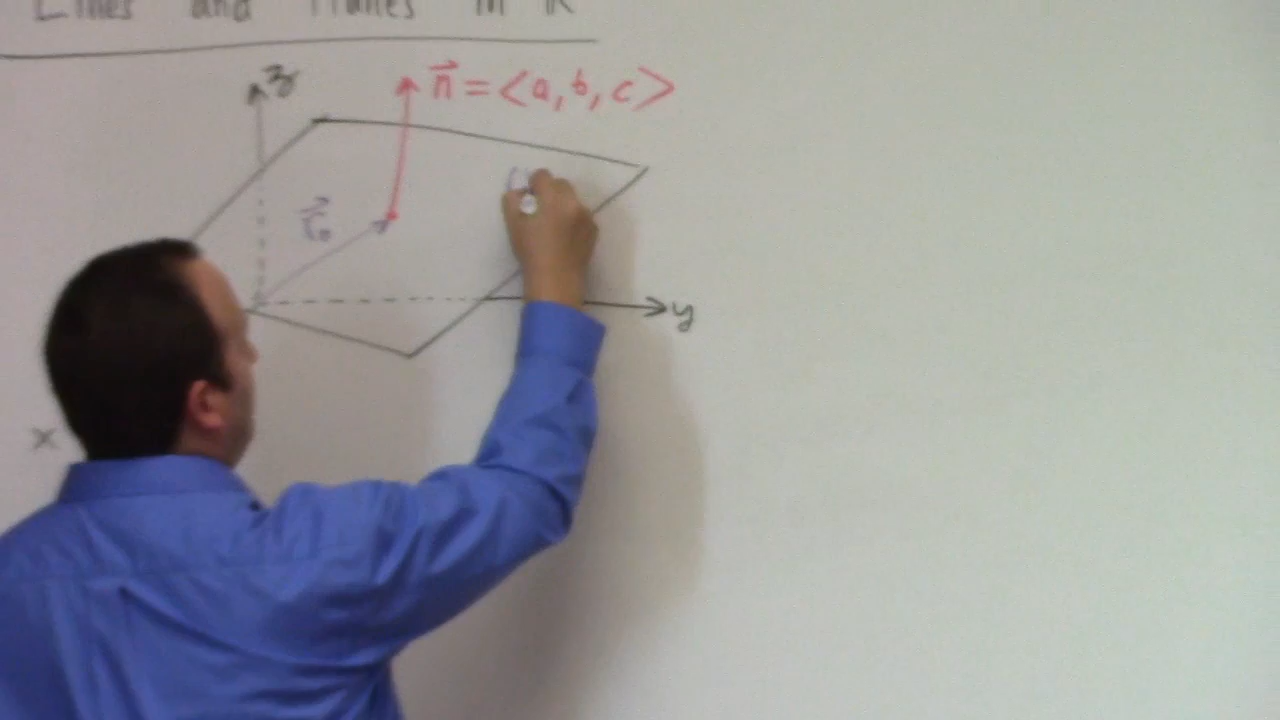 Lines and Planes in R
z
n⃗ = <a, b, c>
r⃗₀
(
y
x